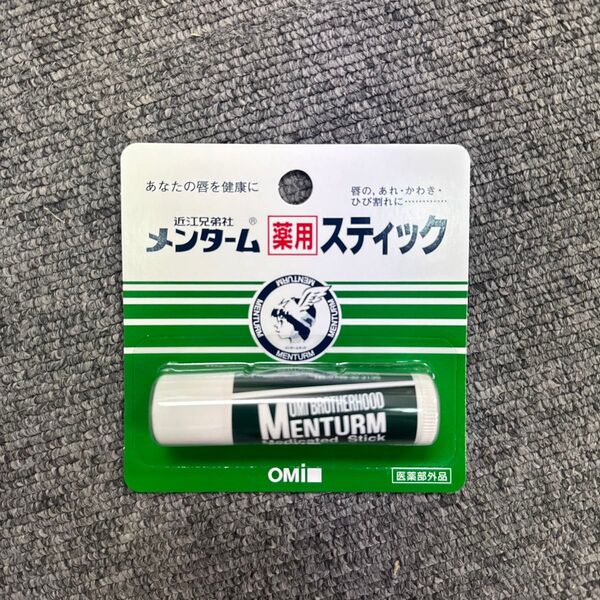 あなたの唇を健康に
唇の、あれ・かわき・
ひび割れに…………
近江兄弟社
メンターム® 薬用 スティック
MENTURM
MENTURM
MENTURM
MENTURM
OMI BROTHERHOOD
MENTURM
Medicated Stick
OMi
医薬部外品